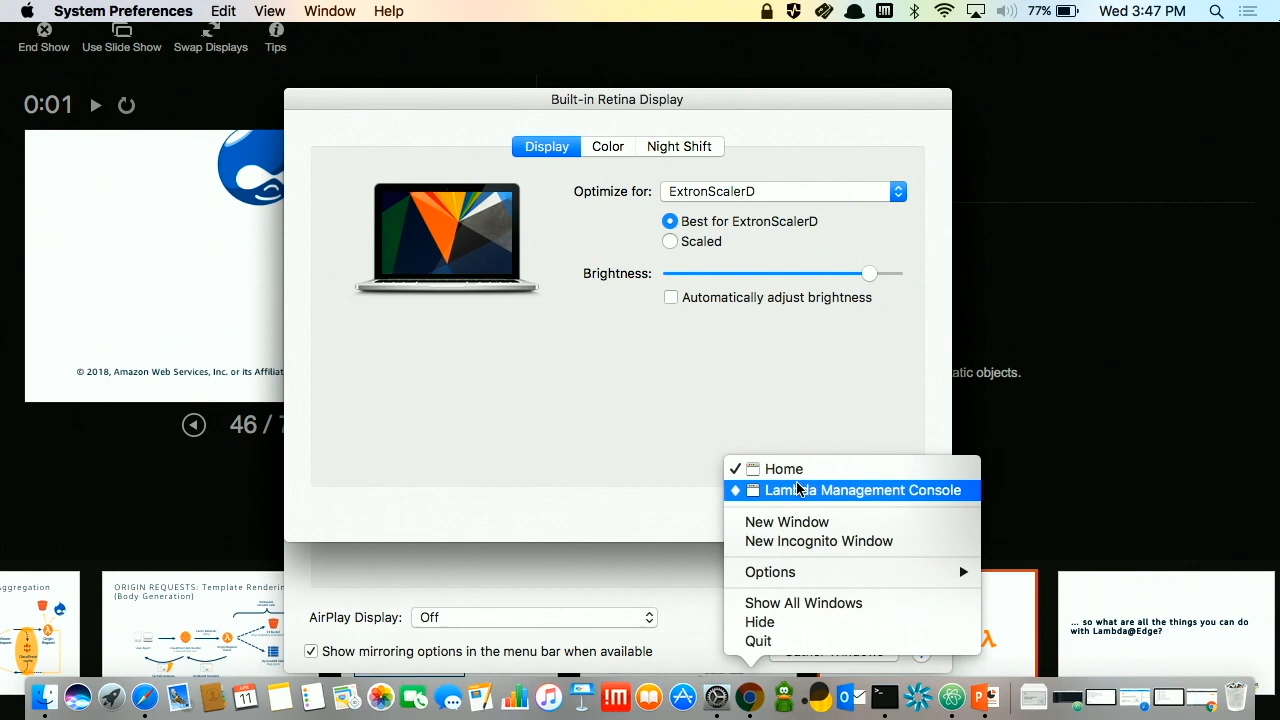 System Preferences Edit View Window Help
77% Wed 3:47 PM
End Show Use Slide Show Swap Displays Tips
Built-in Retina Display
0:01
Display Color Night Shift
Optimize for: ExtronScalerD
Best for ExtronScalerD
Scaled
Brightness:
Automatically adjust brightness
© 2018, Amazon Web Services, Inc. or its Affiliat
atic objects.
46 / 7
Home
Lambda Management Console
New Window
New Incognito Window
Options
Show All Windows
Hide
Quit
AirPlay Display: Off
Show mirroring options in the menu bar when available
ggregation
ORIGIN REQUESTS: Template Renderin
(Body Generation)
... so what are all the things you can do
with Lambda@Edge?